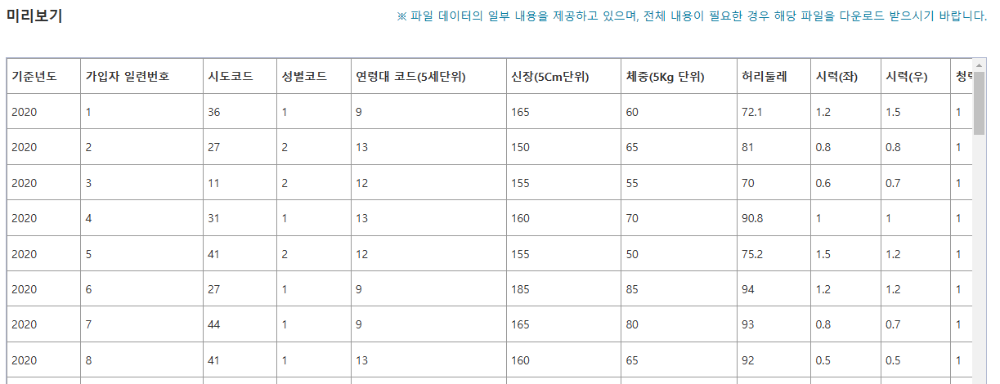 미리보기
※ 파일 데이터의 일부 내용을 제공하고 있으며, 전체 내용이 필요한 경우 해당 파일을 다운로드 받으시기 바랍니다.
기준년도 가입자 일련번호 시도코드 성별코드 연령대 코드(5세단위) 신장(5Cm단위) 체중(5Kg 단위) 허리둘레 시력(좌) 시력(우)
2020 1 36 1 9 165 60 72.1 1.2 1.5 1
2020 2 27 2 13 150 65 81 0.8 0.8 1
2020 3 11 2 12 155 55 70 0.6 0.7 1
2020 4 31 1 13 160 70 90.8 1 1 1
2020 5 41 2 12 155 50 75.2 1.5 1.2 1
2020 6 27 1 9 185 85 94 1.2 1.2 1
2020 7 44 1 9 165 80 93 0.8 0.7 1
2020 8 41 1 13 160 65 92 0.5 0.5 1